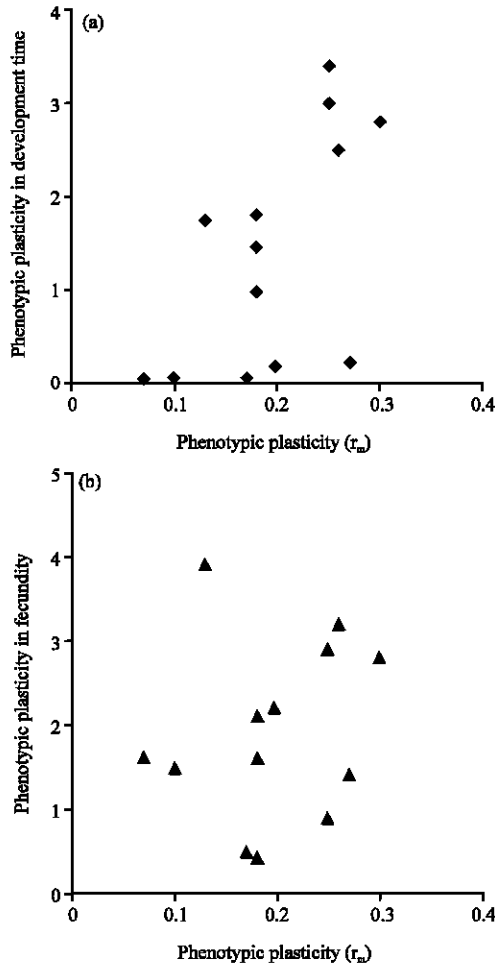 (a)
Phenotypic plasticity in development time
4
3
2
1
0
0 0.1 0.2 0.3 0.4
Phenotypic plasticity (rₘ)
(b)
Phenotypic plasticity in fecundity
5
4
3
2
1
0
0 0.1 0.2 0.3 0.4
Phenotypic plasticity (rₘ)